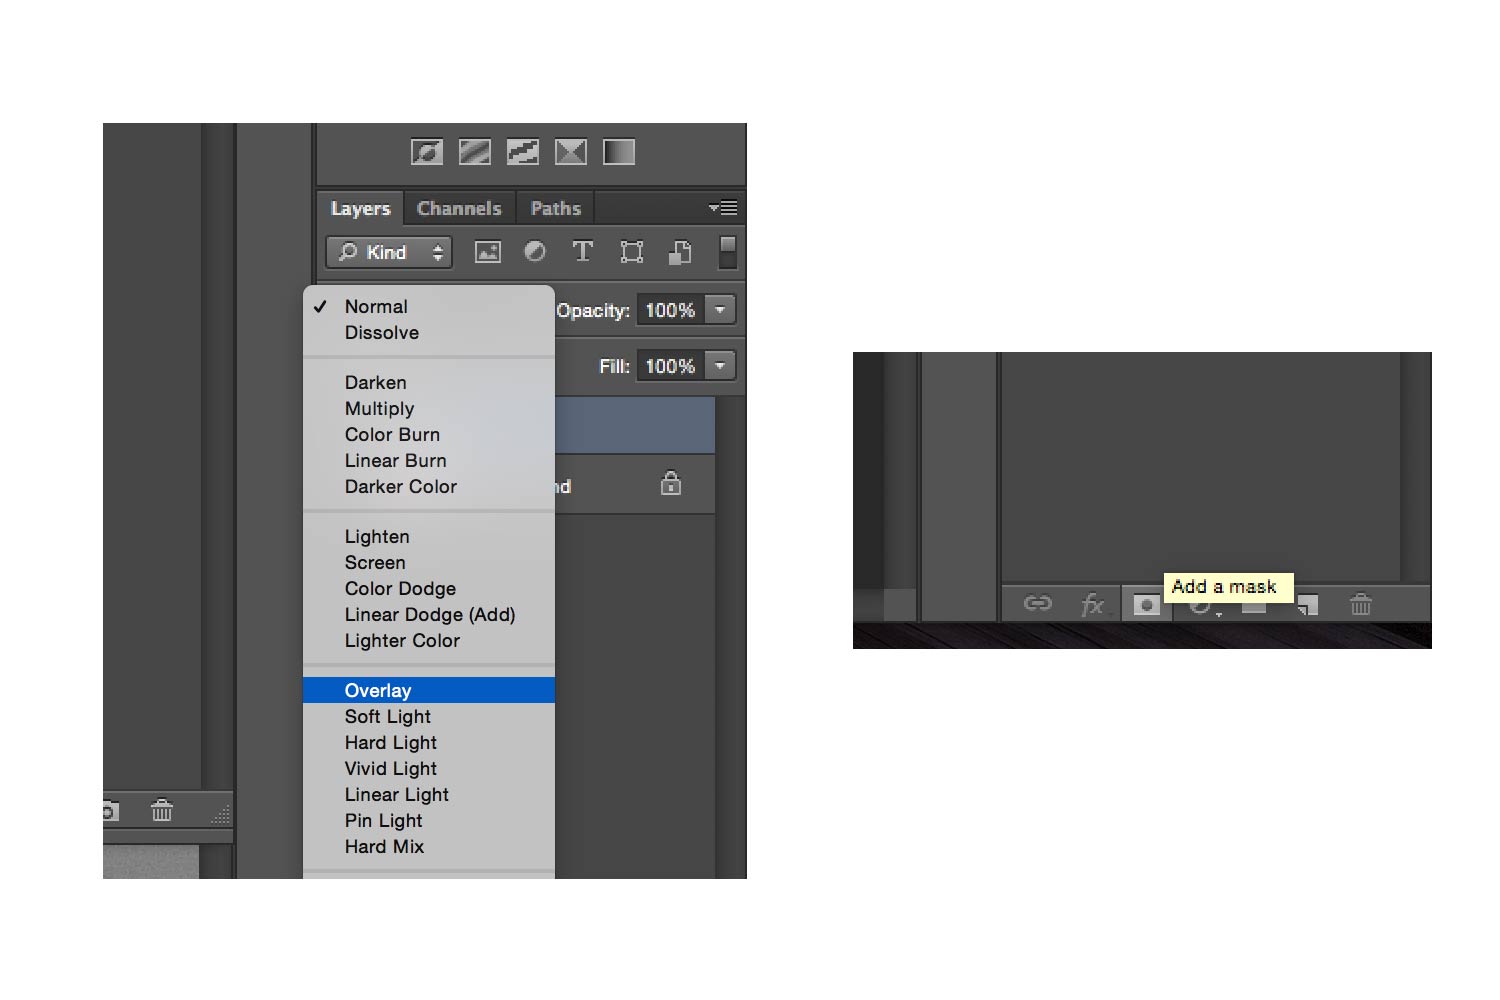 Layers Channels Paths
Kind
Opacity: 100%
Fill: 100%
Normal
Dissolve
Darken
Multiply
Color Burn
Linear Burn
Darker Color
nd
Lighten
Screen
Color Dodge
Linear Dodge (Add)
Lighter Color
Overlay
Soft Light
Hard Light
Vivid Light
Linear Light
Pin Light
Hard Mix
Add a mask
fx